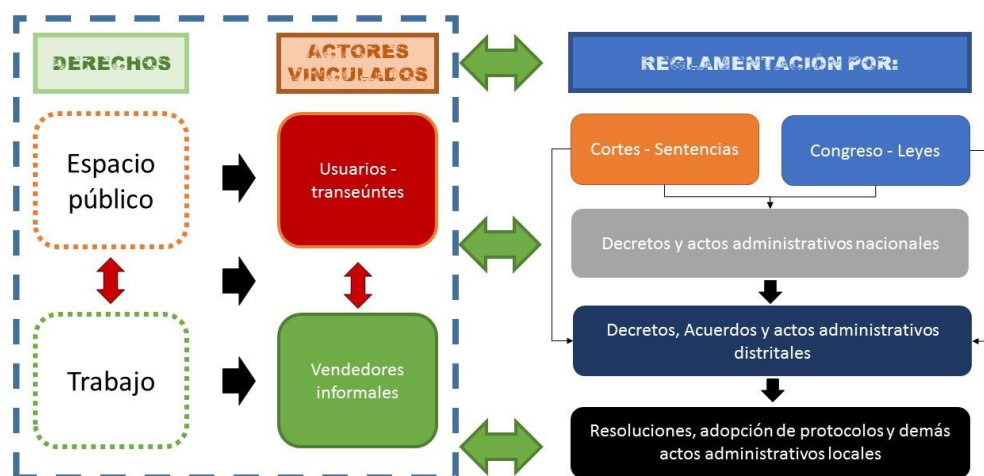 DERECHOS
ACTORES
VINCULADOS
REGLAMENTACIÓN POR:
Espacio
público
Usuarios -
transeúntes
Cortes - Sentencias
Congreso - Leyes
Decretos y actos administrativos nacionales
Trabajo
Vendedores
informales
Decretos, Acuerdos y actos administrativos
distritales
Resoluciones, adopción de protocolos y demás
actos administrativos locales